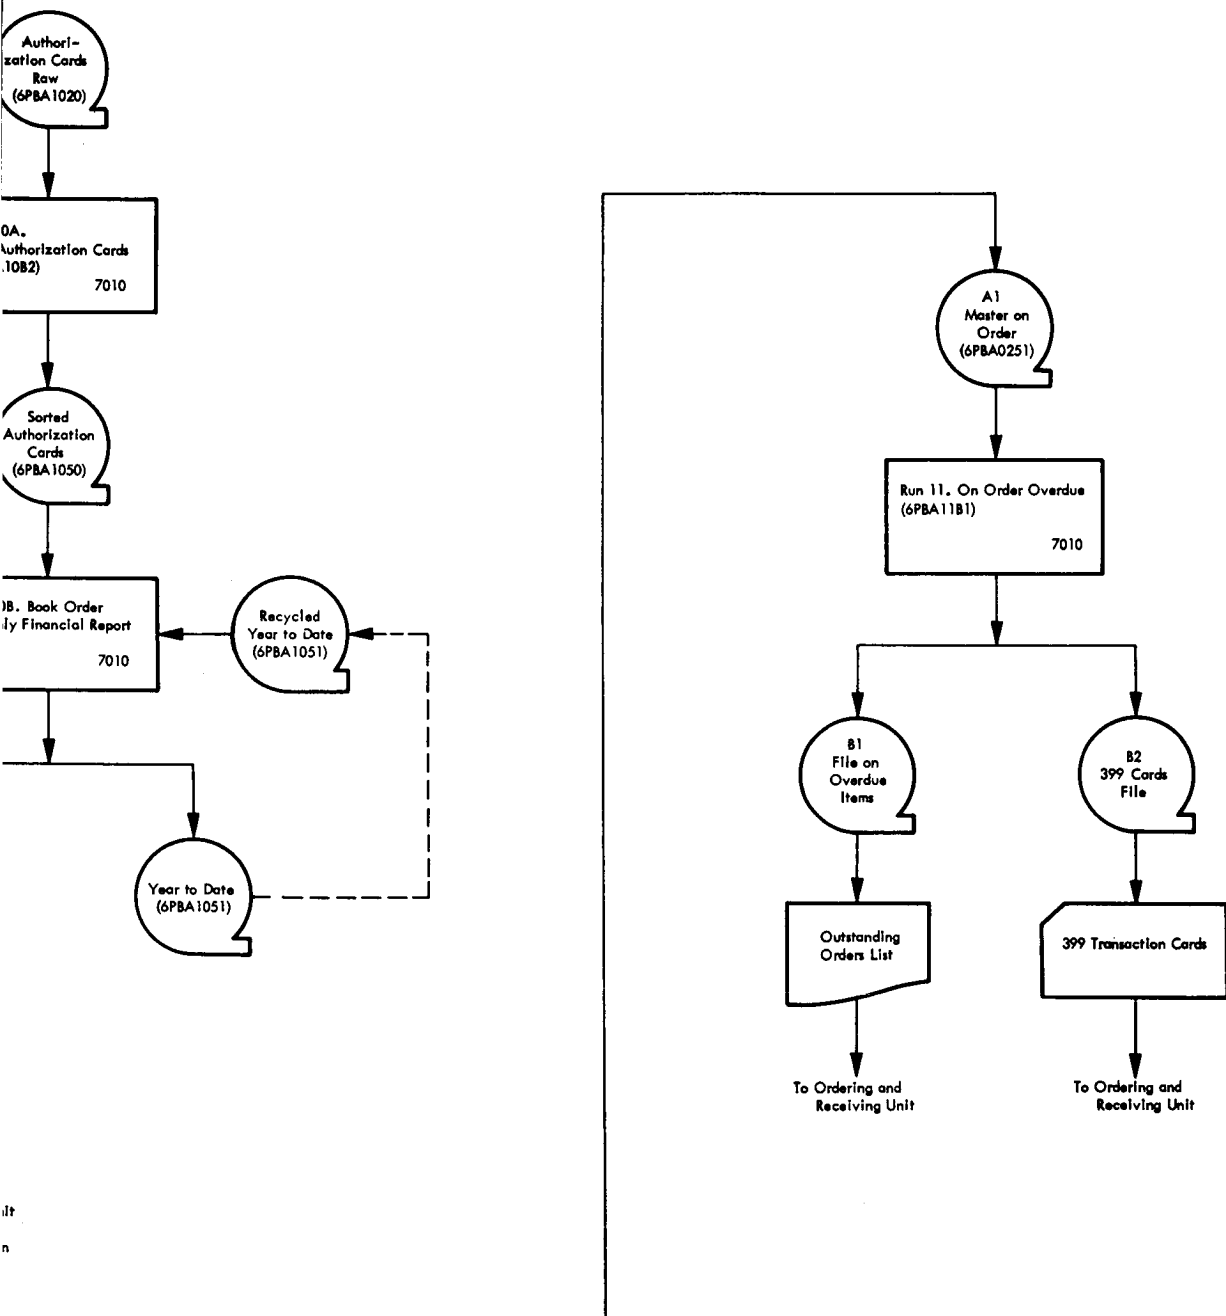 Authori-
zation Cards
Raw
(6PBA1020)
0A.
Authorization Cards
10B2)
7010
Sorted
Authorization
Cards
(6PBA1050)
B. Book Order
ly Financial Report
7010
Recycled
Year to Date
(6PBA1051)
Year to Date
(6PBA1051)
it
n
A1
Master on
Order
(6PBA0251)
Run 11. On Order Overdue
(6PBA11B1)
7010
B1
File on
Overdue
Items
B2
399 Cards
File
Outstanding
Orders List
399 Transaction Cards
To Ordering and
Receiving Unit
To Ordering and
Receiving Unit